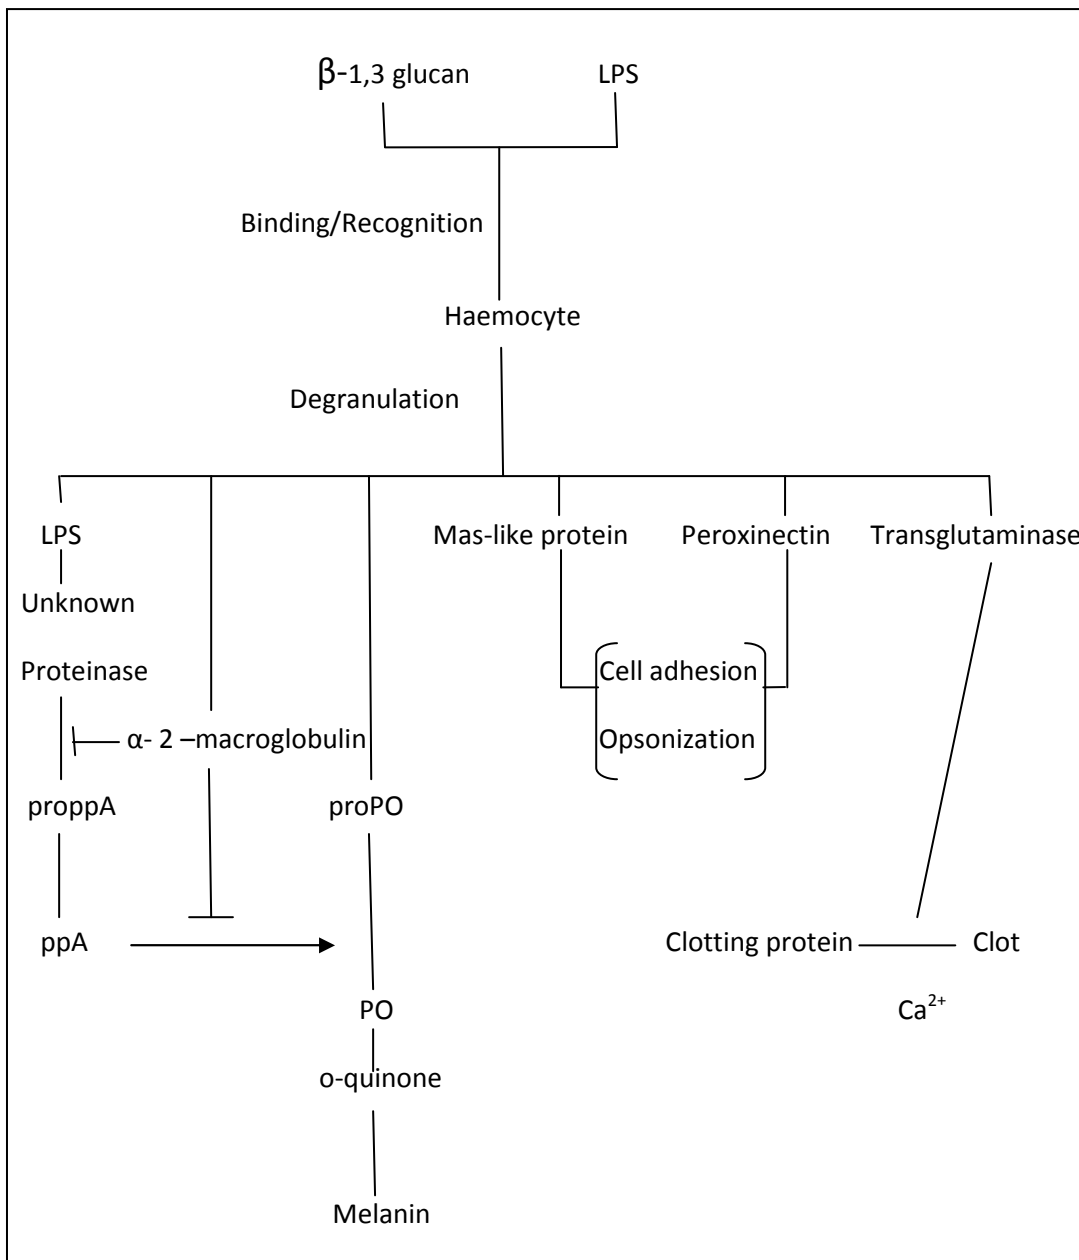 β-1,3 glucan LPS
Binding/Recognition
Haemocyte
Degranulation
LPS Mas-like protein Peroxinectin Transglutaminase
Unknown
Proteinase Cell adhesion
α- 2 –macroglobulin Opsonization
proppA proPO
ppA Clotting protein Clot
PO Ca²⁺
o-quinone
Melanin